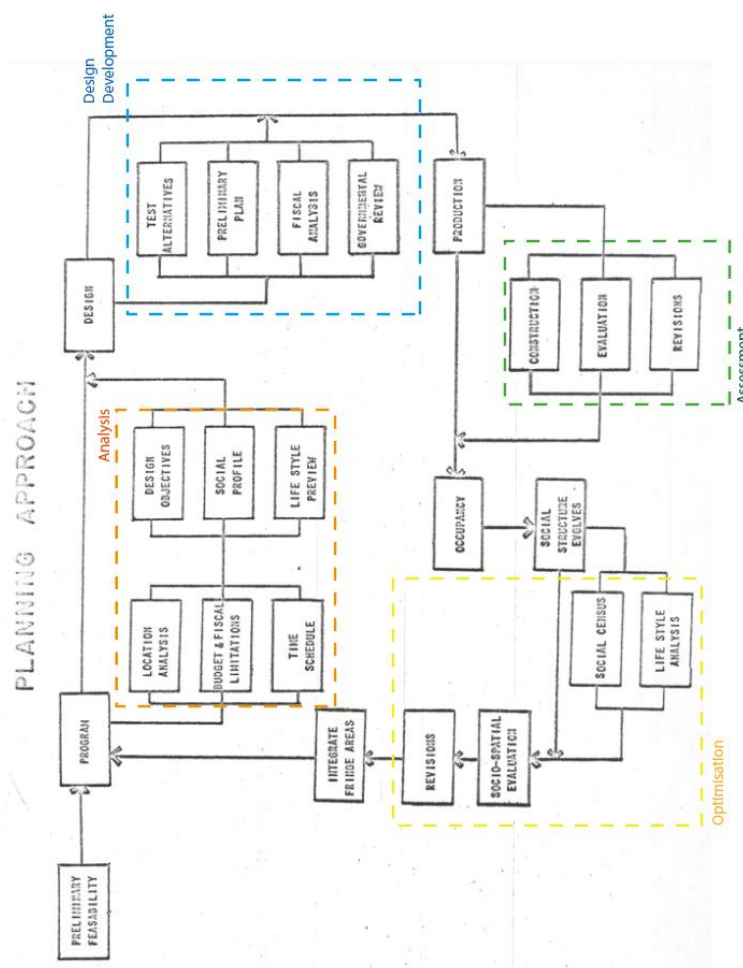 PLANNING APPROACH
PRELIMINARY
FEASABILITY
PROGRAM
DESIGN
Analysis
LOCATION
ANALYSIS
BUDGET & FISCAL
LIMITATIONS
TIME
SCHEDULE
DESIGN
OBJECTIVES
SOCIAL
PROFILE
LIFE STYLE
PREVIEW
Design
Development
TEST
ALTERNATIVES
PRELIMINARY
PLAN
FISCAL
ANALYSIS
GOVERNMENTAL
REVIEW
INTEGRATE
FRINGE AREAS
REVISIONS
SOCIO-SPATIAL
EVALUATION
OCCUPANCY
SOCIAL
STRUCTURE
EVOLVES
PRODUCTION
SOCIAL CENSUS
LIFE STYLE
ANALYSIS
Optimisation
CONSTRUCTION
EVALUATION
REVISIONS
Assessment